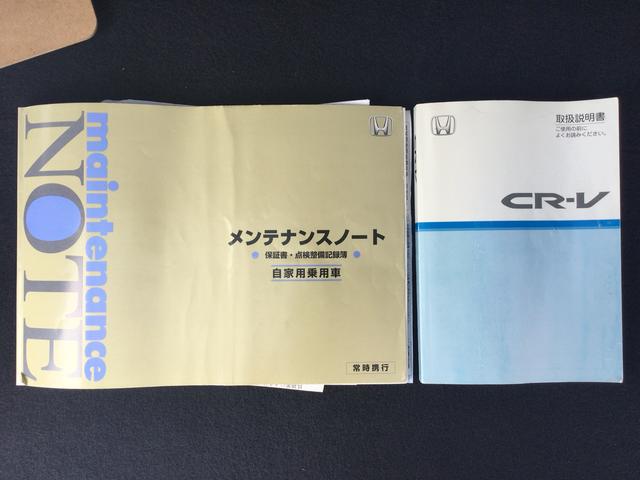 maintenance
NOTE
メンテナンスノート
保証書・点検整備記録簿
自家用乗用車
常時携行
取扱説明書
ご使用の前に
よくお読みください。
CR-V